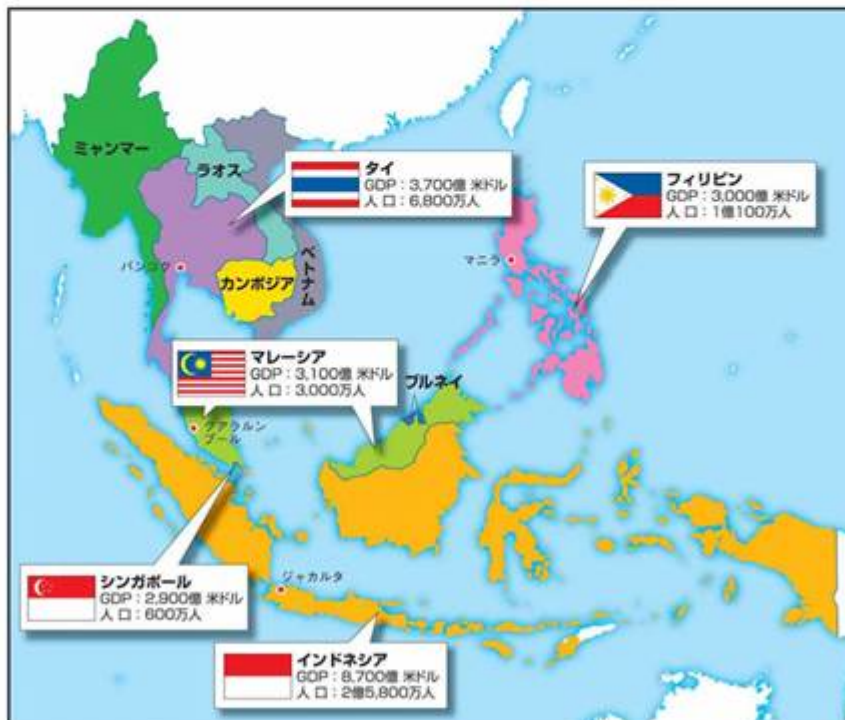 ミャンマー
ラオス
タイ
GDP：3,700億 米ドル
人 口：6,800万人
フィリピン
GDP：3,000億 米ドル
人 口：1億100万人
バンコク
カンボジア
ベトナム
マニラ
マレーシア
GDP：3,100億 米ドル
人 口：3,000万人
ブルネイ
クアラルン
プール
シンガポール
GDP：2,900億 米ドル
人 口：600万人
ジャカルタ
インドネシア
GDP：8,700億 米ドル
人 口：2億5,800万人